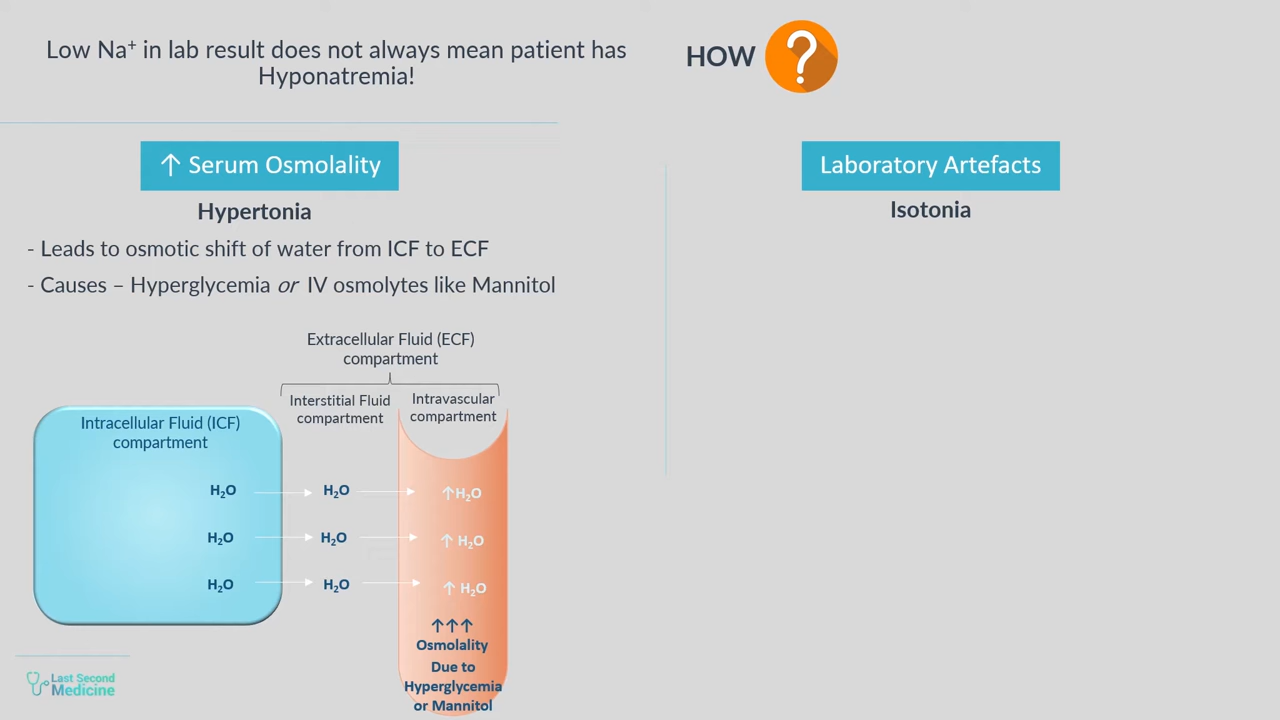 Low Na⁺ in lab result does not always mean patient has
Hyponatremia!
HOW ?
↑ Serum Osmolality
Hypertonia
- Leads to osmotic shift of water from ICF to ECF
- Causes – Hyperglycemia or IV osmolytes like Mannitol
Extracellular Fluid (ECF)
compartment
Interstitial Fluid
compartment
Intravascular
compartment
Intracellular Fluid (ICF)
compartment
H₂O H₂O ↑H₂O
H₂O H₂O ↑ H₂O
H₂O H₂O ↑ H₂O
↑↑↑
Osmolality
Due to
Hyperglycemia
or Mannitol
Laboratory Artefacts
Isotonia
Last Second
Medicine